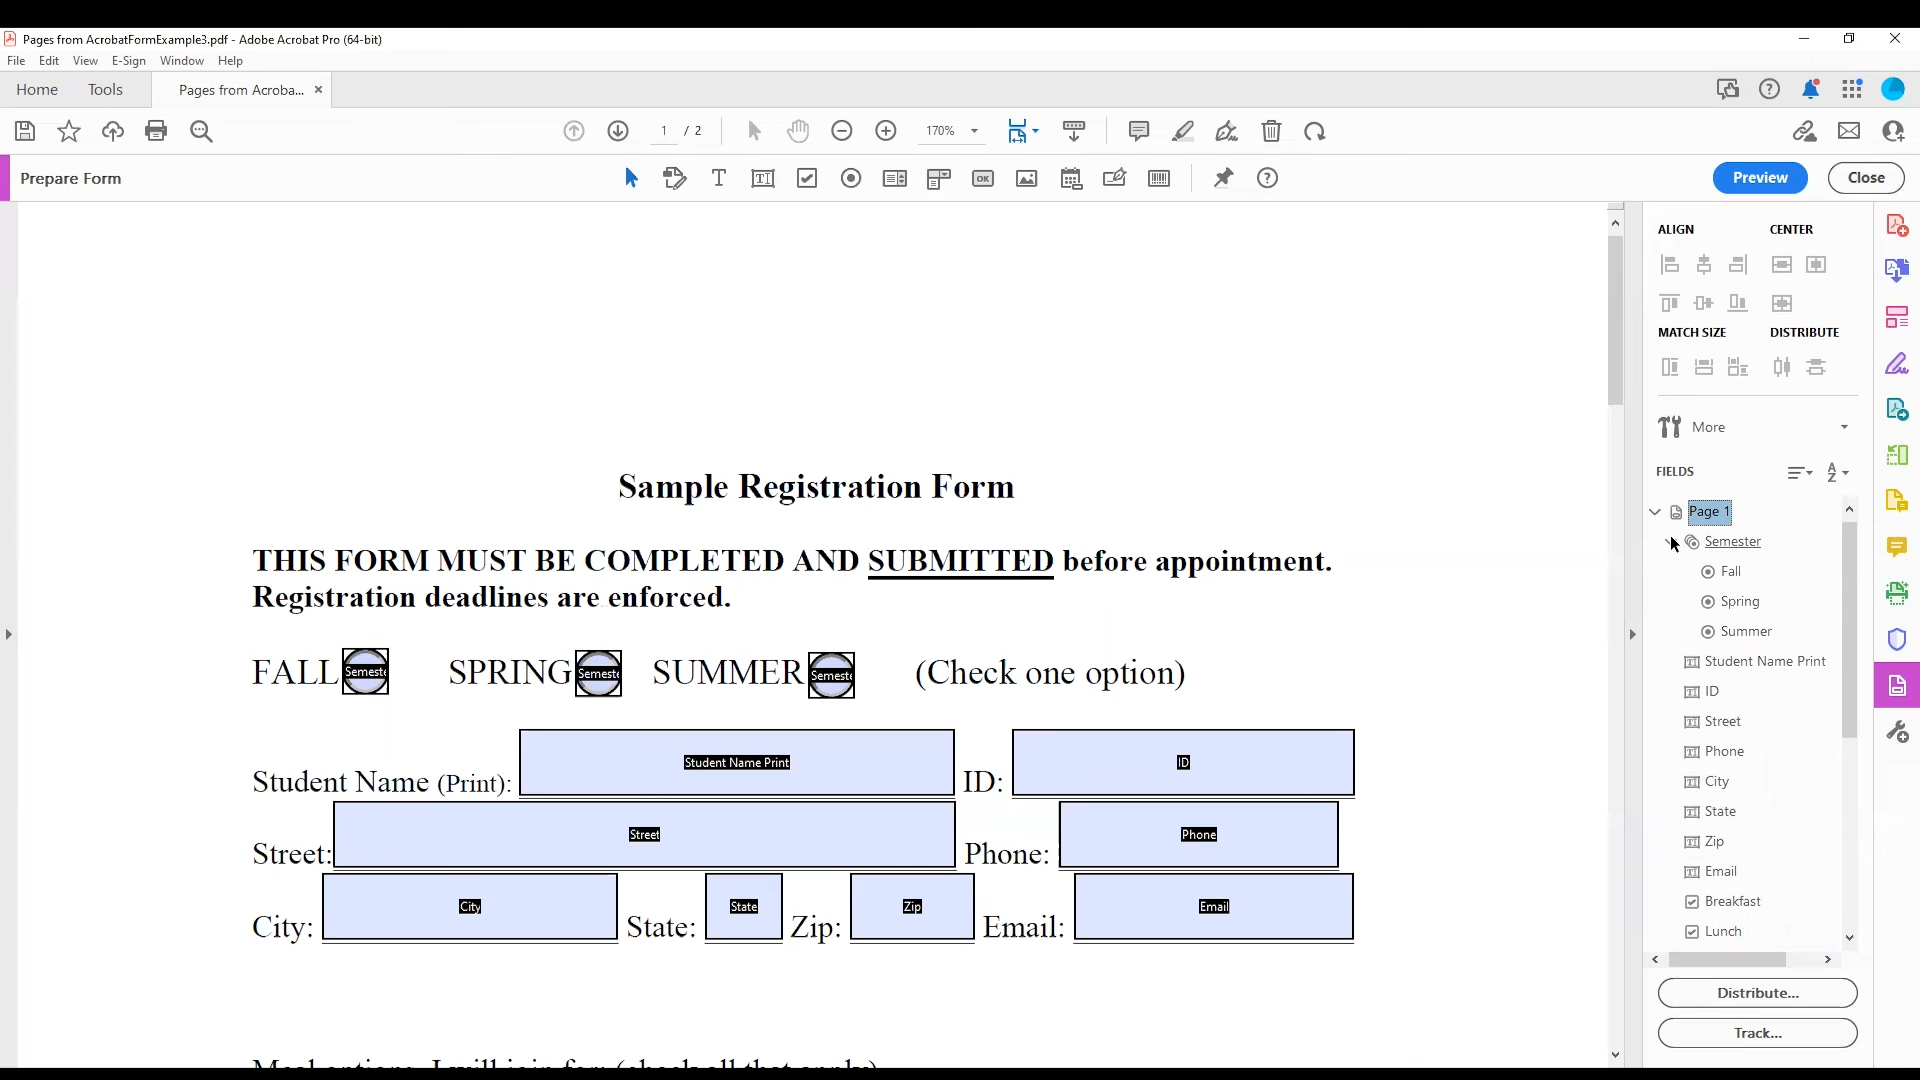 Pages from AcrobatFormExample3.pdf - Adobe Acrobat Pro (64-bit)
File Edit View E-Sign Window Help
Home Tools Pages from Acroba... ×
1 / 2 170%
Prepare Form OK Preview Close
ALIGN CENTER
MATCH SIZE DISTRIBUTE
More
FIELDS
Page 1
Semester
Fall
Spring
Summer
Student Name Print
ID
Street
Phone
City
State
Zip
Email
Breakfast
Lunch
Distribute...
Track...
Sample Registration Form
THIS FORM MUST BE COMPLETED AND SUBMITTED before appointment.
Registration deadlines are enforced.
FALL SPRING SUMMER (Check one option)
Student Name (Print): Student Name Print ID: ID
Street: Street Phone: Phone
City: City State: State Zip: Zip Email: Email